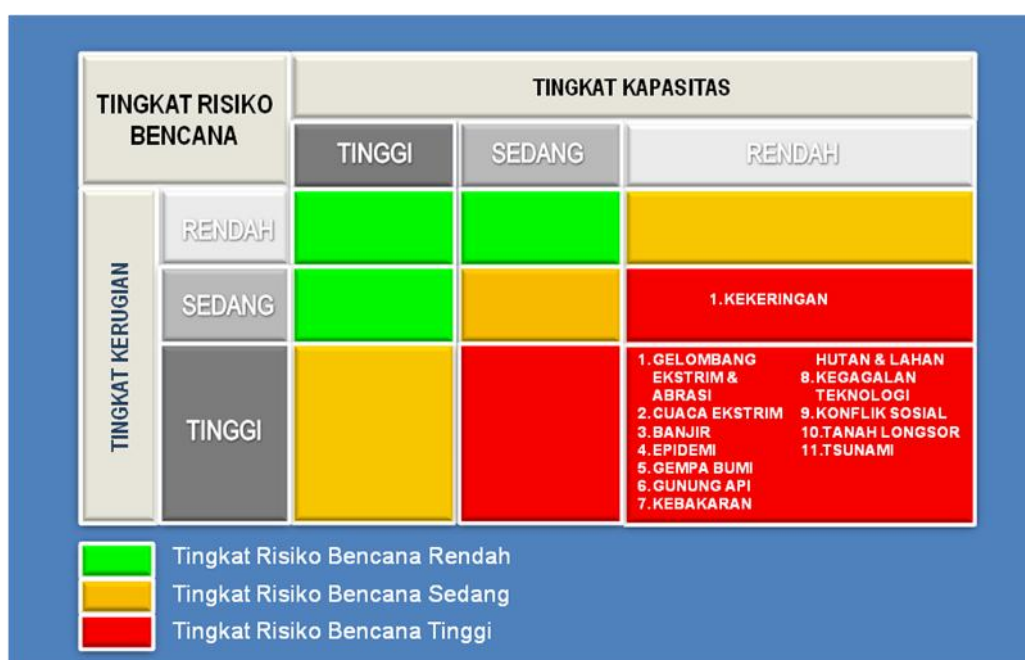 TINGKAT RISIKO
BENCANA
TINGKAT KAPASITAS
TINGGI
SEDANG
RENDAH
TINGKAT KERUGIAN
RENDAH
SEDANG
1.KEKERINGAN
TINGGI
1.GELOMBANG
EKSTRIM &
ABRASI
2.CUACA EKSTRIM
3.BANJIR
4.EPIDEMI
5.GEMPA BUMI
6.GUNUNG API
7.KEBAKARAN
HUTAN & LAHAN
8.KEGAGALAN
TEKNOLOGI
9.KONFLIK SOSIAL
10.TANAH LONGSOR
11.TSUNAMI
Tingkat Risiko Bencana Rendah
Tingkat Risiko Bencana Sedang
Tingkat Risiko Bencana Tinggi